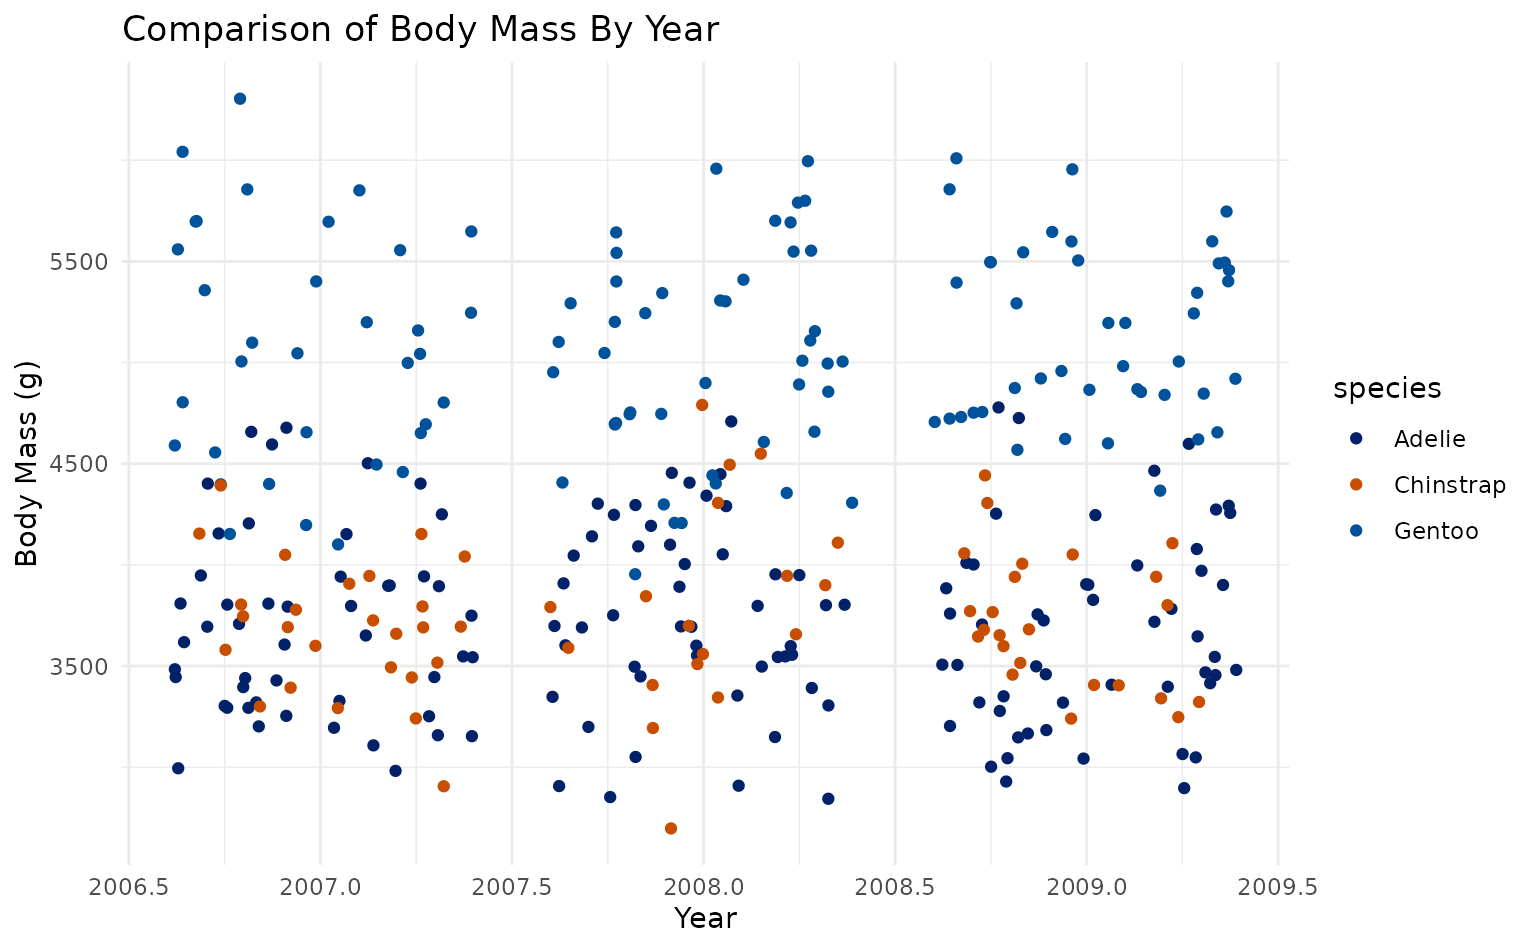 Comparison of Body Mass By Year
5500
4500
3500
Body Mass (g)
2006.5
2007.0
2007.5
2008.0
2008.5
2009.0
2009.5
Year
species
Adelie
Chinstrap
Gentoo